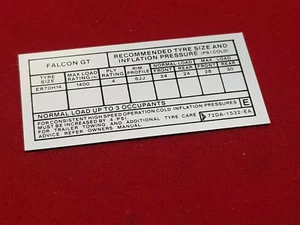 FALCON GT
RECOMMENDED TYRE SIZE AND
INFLATION PRESSURE (PSI COLD)
TYRE SIZE MAX LOAD RATING PLY RATING RIM PROFILE NORMAL LOAD MAX LOAD
FRONT REAR FRONT REAR
ER70H14 1400 4 6JJ 24 24 28 30
NORMAL LOAD UP TO 3 OCCUPANTS E
FOR CONSISTENT HIGH SPEED OPERATION COLD INFLATION PRESSURES
MUST BE INCREASED BY 4 PSI.
FOR TRAILER TOWING AND ADDITIONAL TYRE CARE 72DA-1532-EA
ADVICE REFER OWNERS MANUAL.